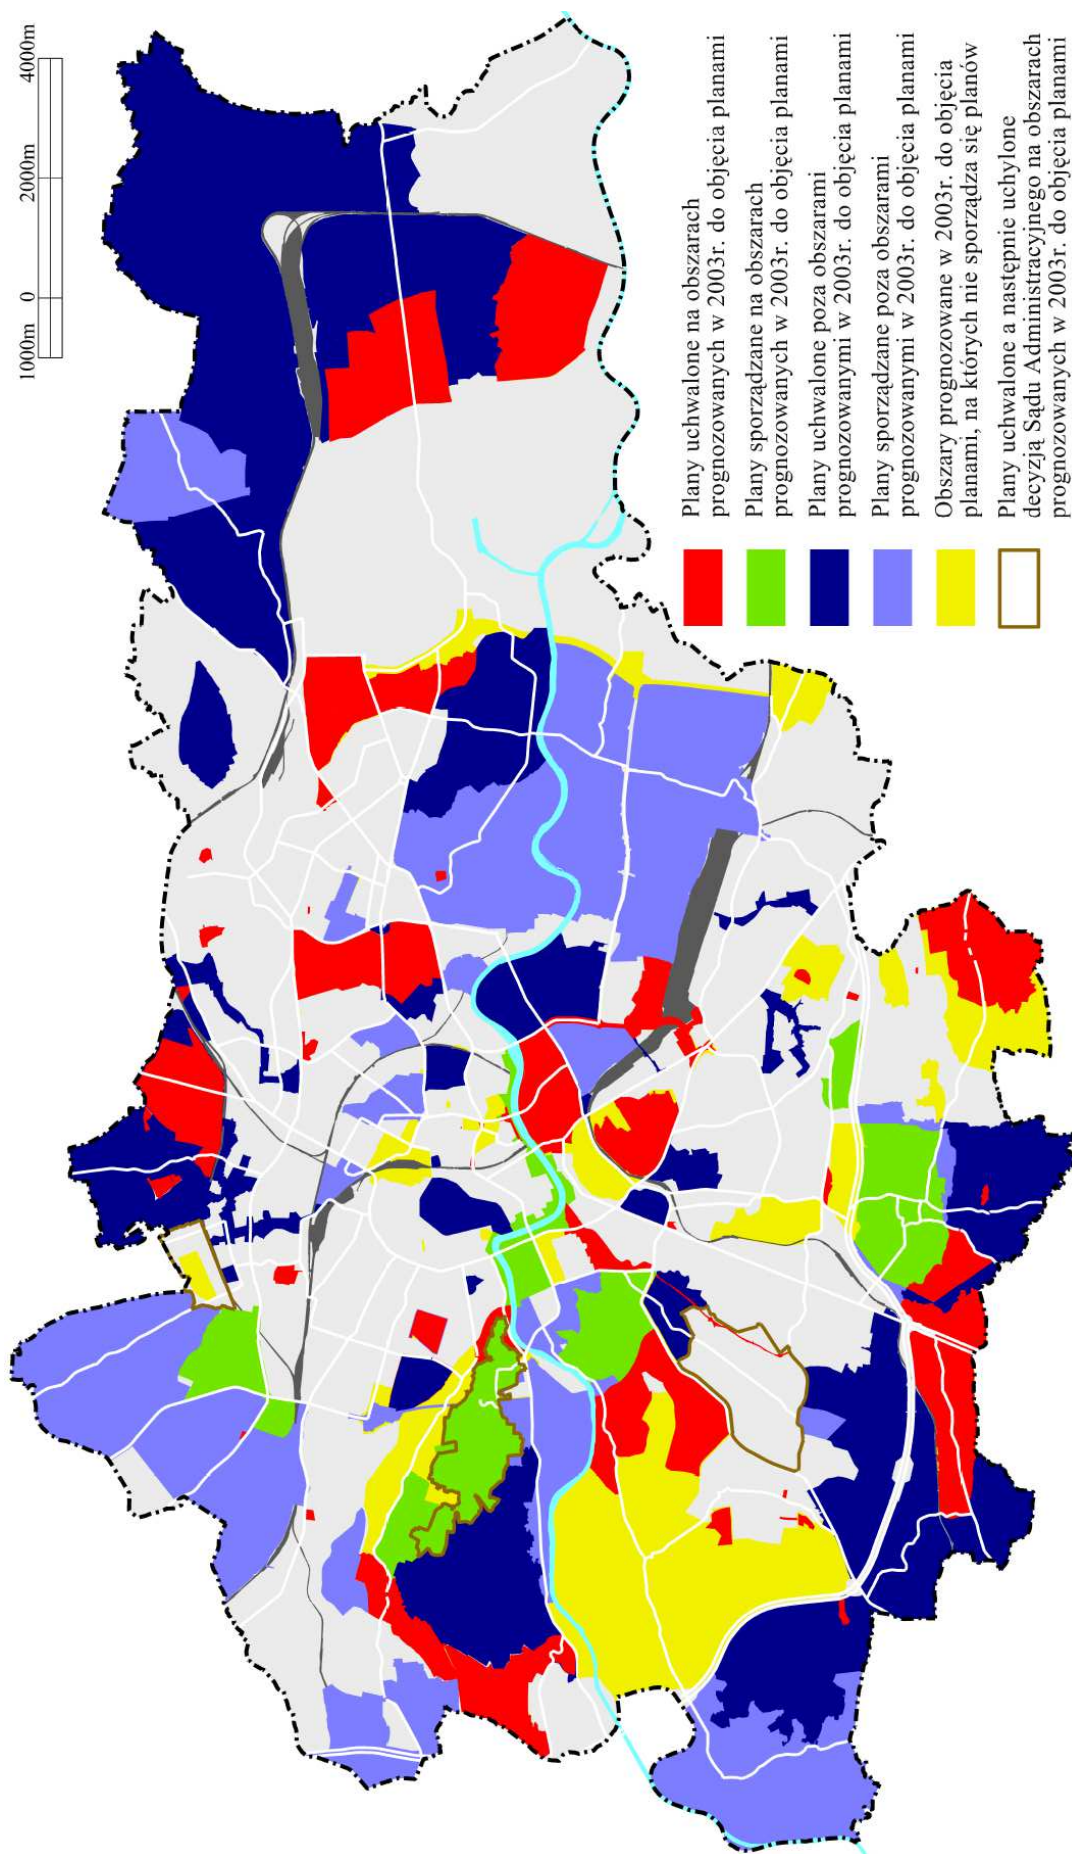 1000m 0 2000m 4000m
Plany uchwalone na obszarach
prognozowanych w 2003r. do objęcia planami
Plany sporządzane na obszarach
prognozowanych w 2003r. do objęcia planami
Plany uchwalone poza obszarami
prognozowanymi w 2003r. do objęcia planami
Plany sporządzane poza obszarami
prognozowanymi w 2003r. do objęcia planami
Obszary prognozowane w 2003r. do objęcia
planami, na których nie sporządza się planów
Plany uchwalone a następnie uchylone
decyzją Sądu Administracyjnego na obszarach
prognozowanych w 2003r. do objęcia planami